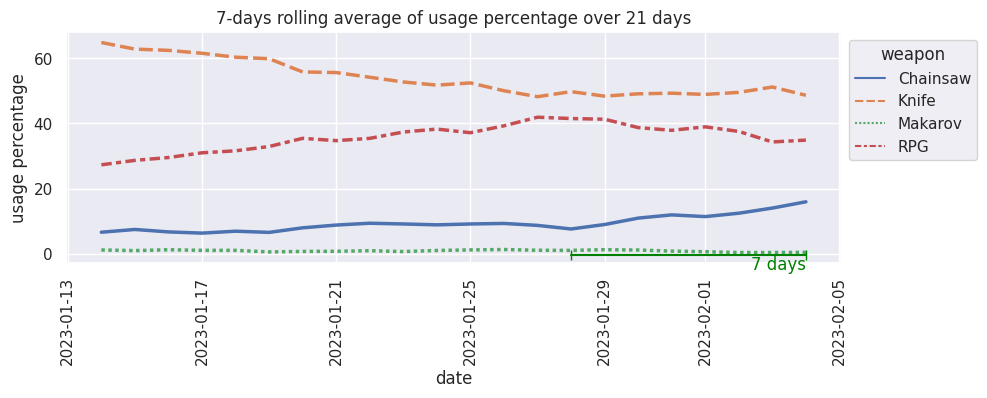 7-days rolling average of usage percentage over 21 days
usage percentage
60
40
20
0
2023-01-13
2023-01-17
2023-01-21
2023-01-25
2023-01-29
2023-02-01
2023-02-05
date
7 days
weapon
Chainsaw
Knife
Makarov
RPG